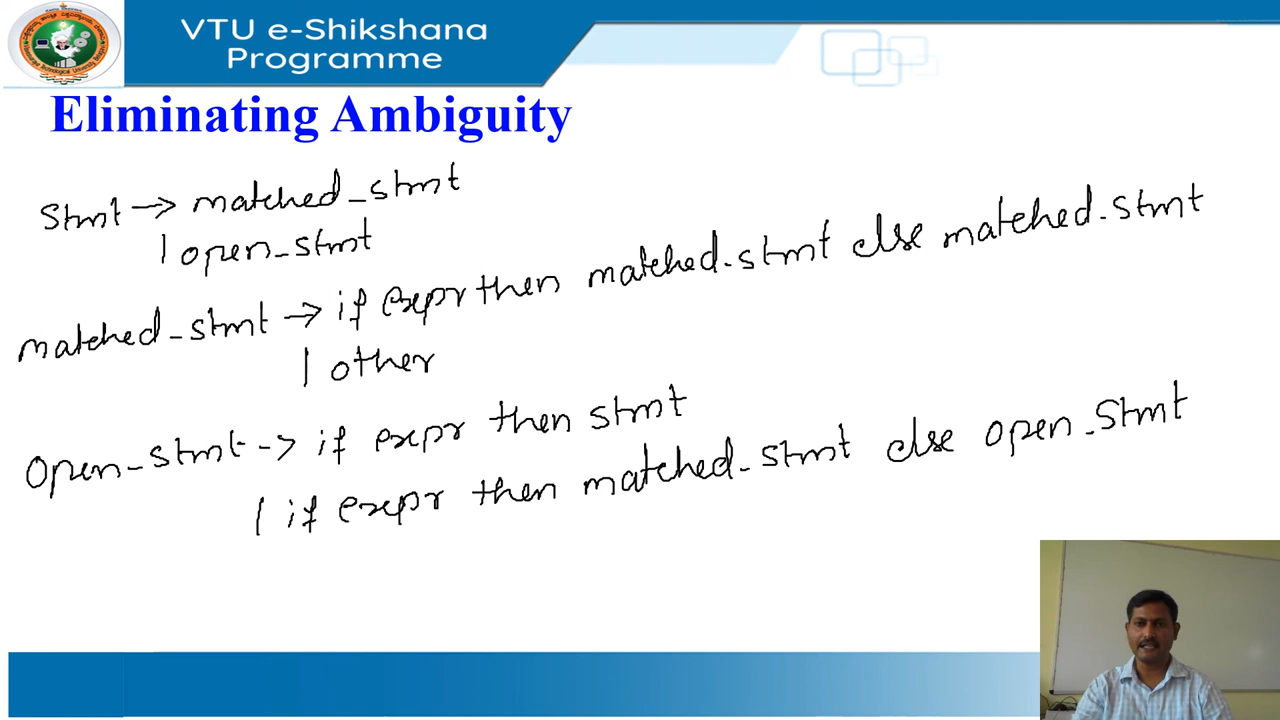 VTU e-Shikshana
Programme
Eliminating Ambiguity
Stmt → matched_stmt
| open_stmt
matched_stmt → if expr then matched_stmt else matched_stmt
| other
open_stmt -> if expr then stmt
| if expr then matched_stmt else open_stmt